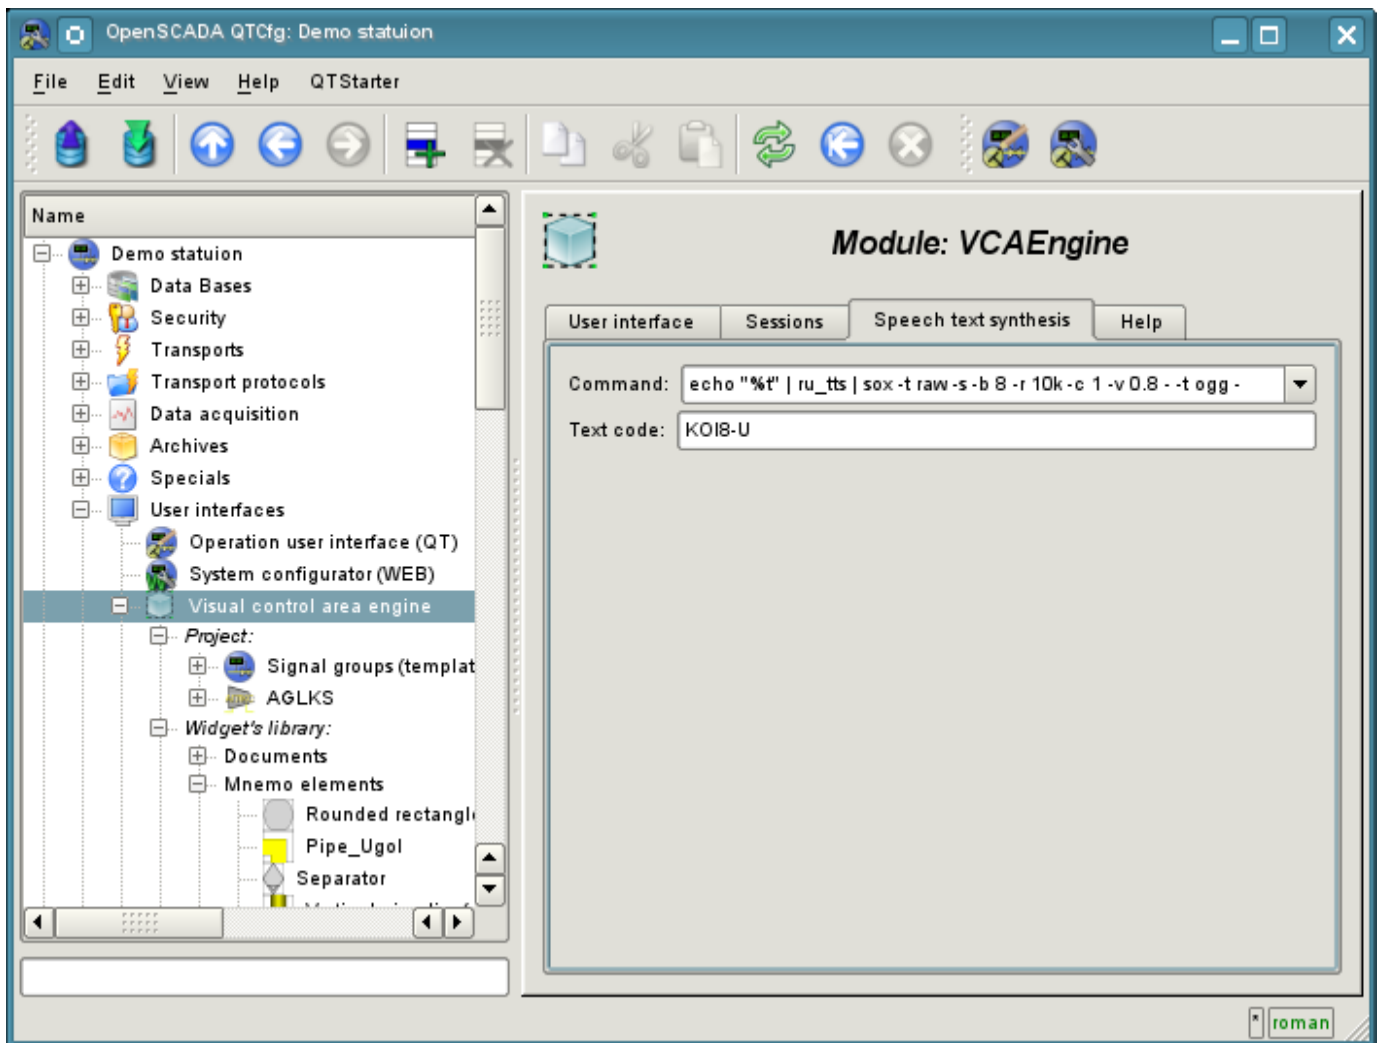 OpenSCADA QTCfg: Demo statuion
File Edit View Help QTStarter
Name
Demo statuion
Data Bases
Security
Transports
Transport protocols
Data acquisition
Archives
Specials
User interfaces
Operation user interface (QT)
System configurator (WEB)
Visual control area engine
Project:
Signal groups (templat
AGLKS
Widget's library:
Documents
Mnemo elements
Rounded rectangl
Pipe_Ugol
Separator
Module: VCAEngine
User interface Sessions Speech text synthesis Help
Command: echo "%t" | ru_tts | sox -t raw -s -b 8 -r 10k -c 1 -v 0.8 - -t ogg -
Text code: KOI8-U
* roman